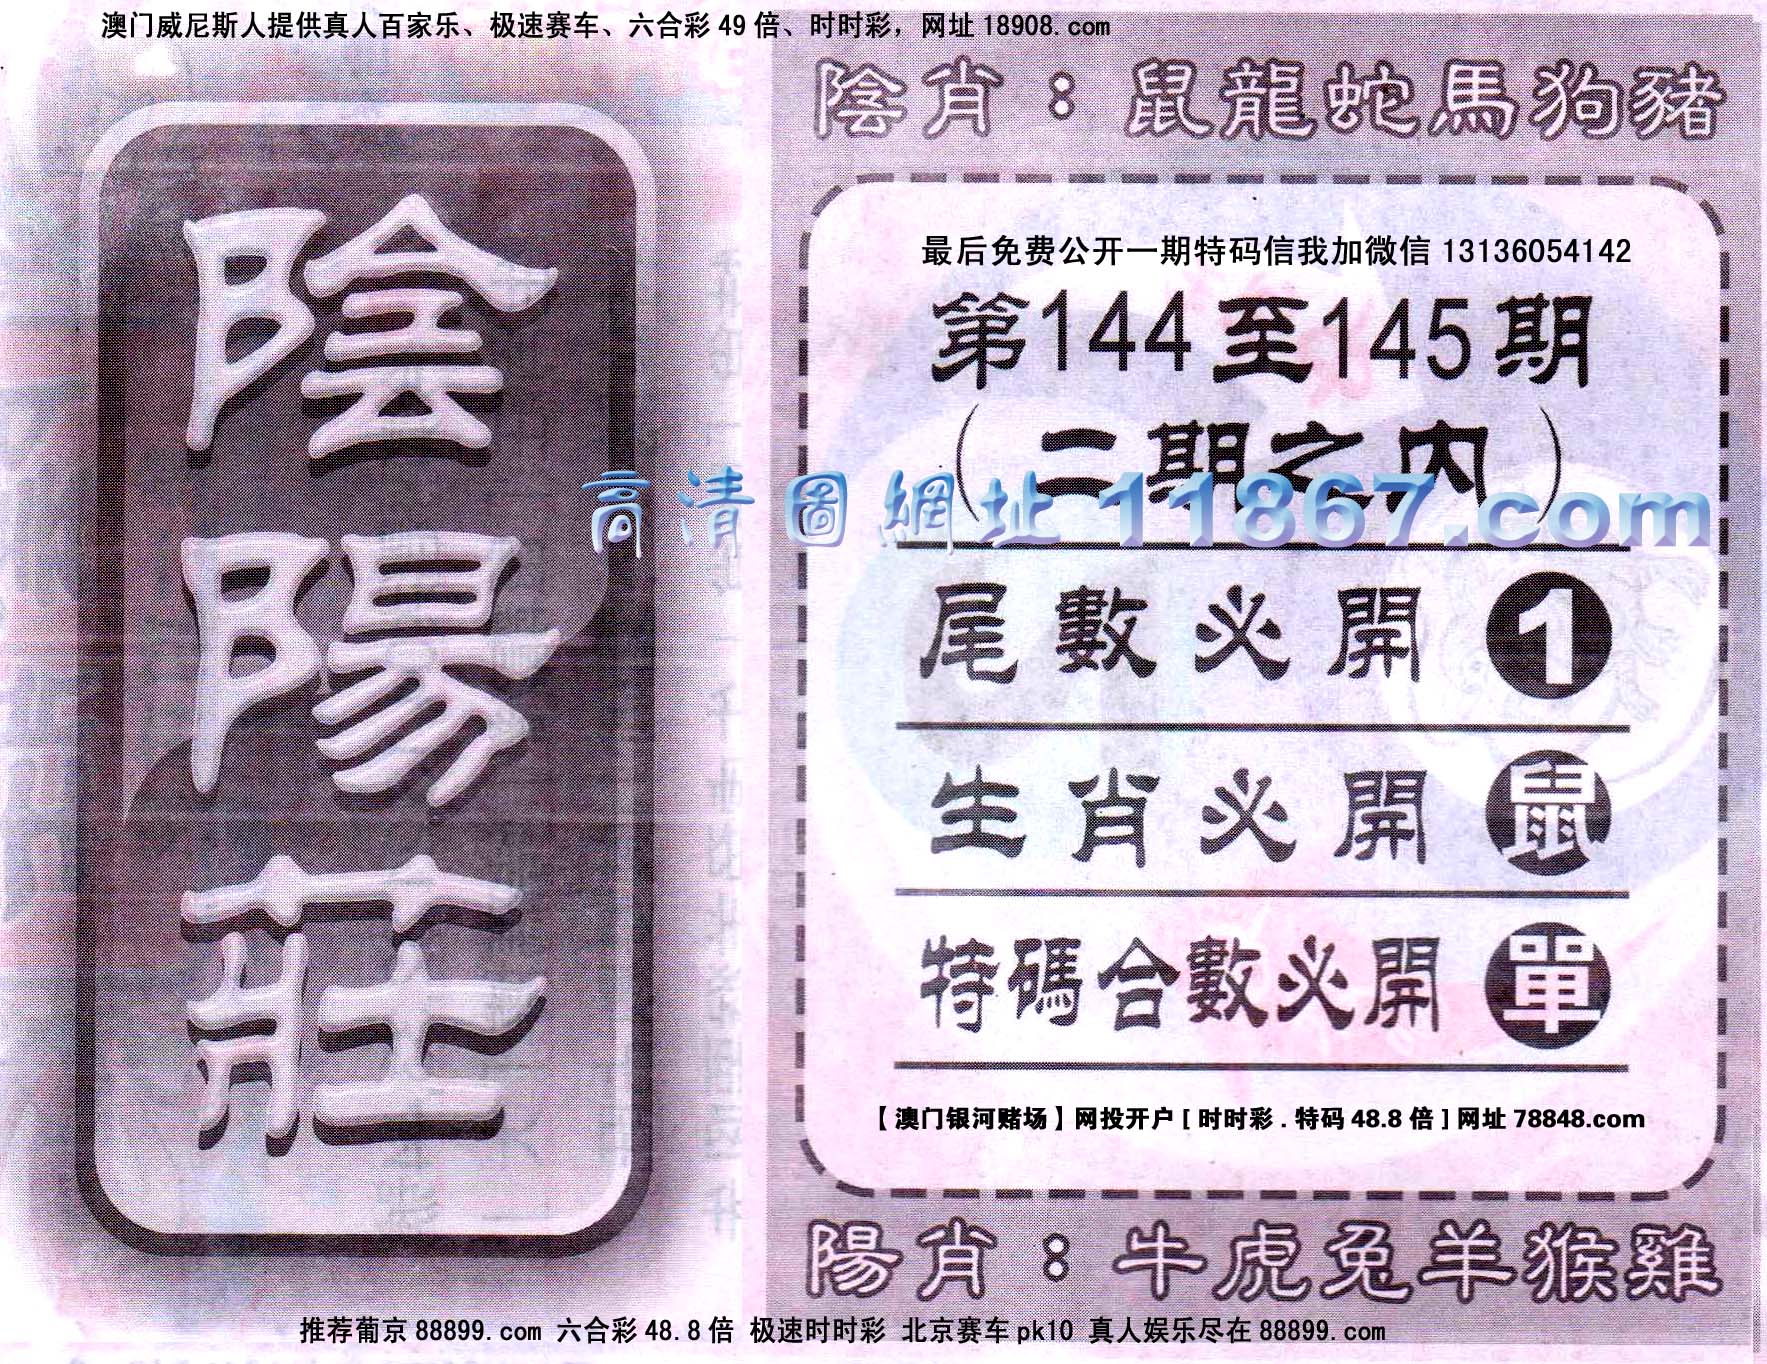 澳门威尼斯人提供真人百家乐、极速赛车、六合彩49倍、时时彩，网址18908.com
陰陽莊
陰肖：鼠龍蛇馬狗豬
最后免费公开一期特码信我加微信13136054142
第144至145期
（二期之内）
高清圖網址11867.com
尾數必開1
生肖必開鼠
特碼合數必開單
【澳门银河赌场】网投开户[时时彩.特码48.8倍]网址78848.com
陽肖：牛虎兔羊猴雞
推荐葡京88899.com 六合彩48.8倍 极速时时彩 北京赛车pk10 真人娱乐尽在88899.com